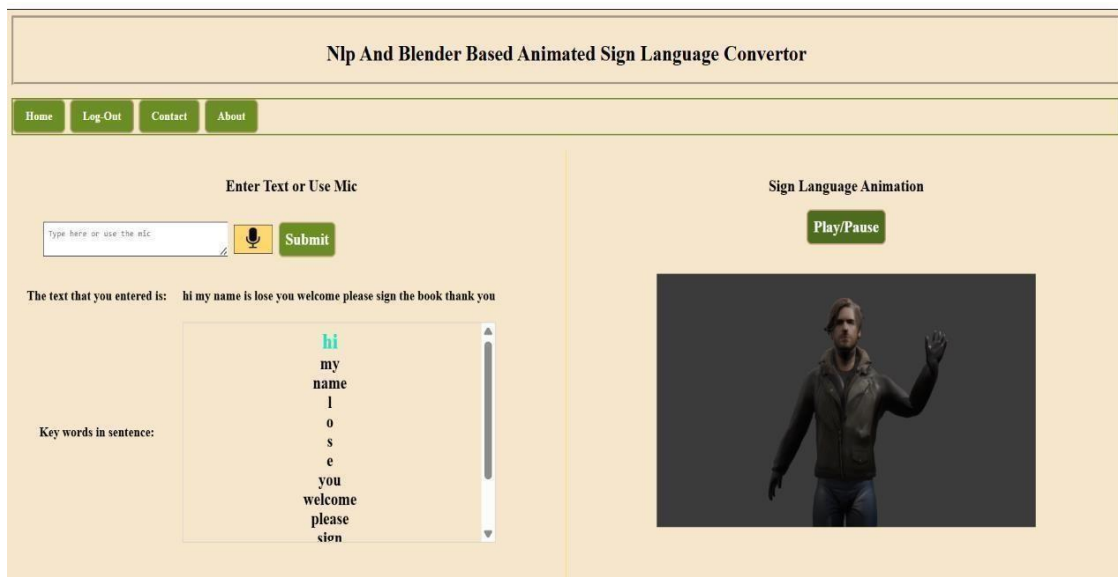 Nlp And Blender Based Animated Sign Language Convertor
Home Log-Out Contact About
Enter Text or Use Mic
Type here or use the mic
Submit
The text that you entered is: hi my name is lose you welcome please sign the book thank you
Key words in sentence:
hi
my
name
l
o
s
e
you
welcome
please
sign
Sign Language Animation
Play/Pause